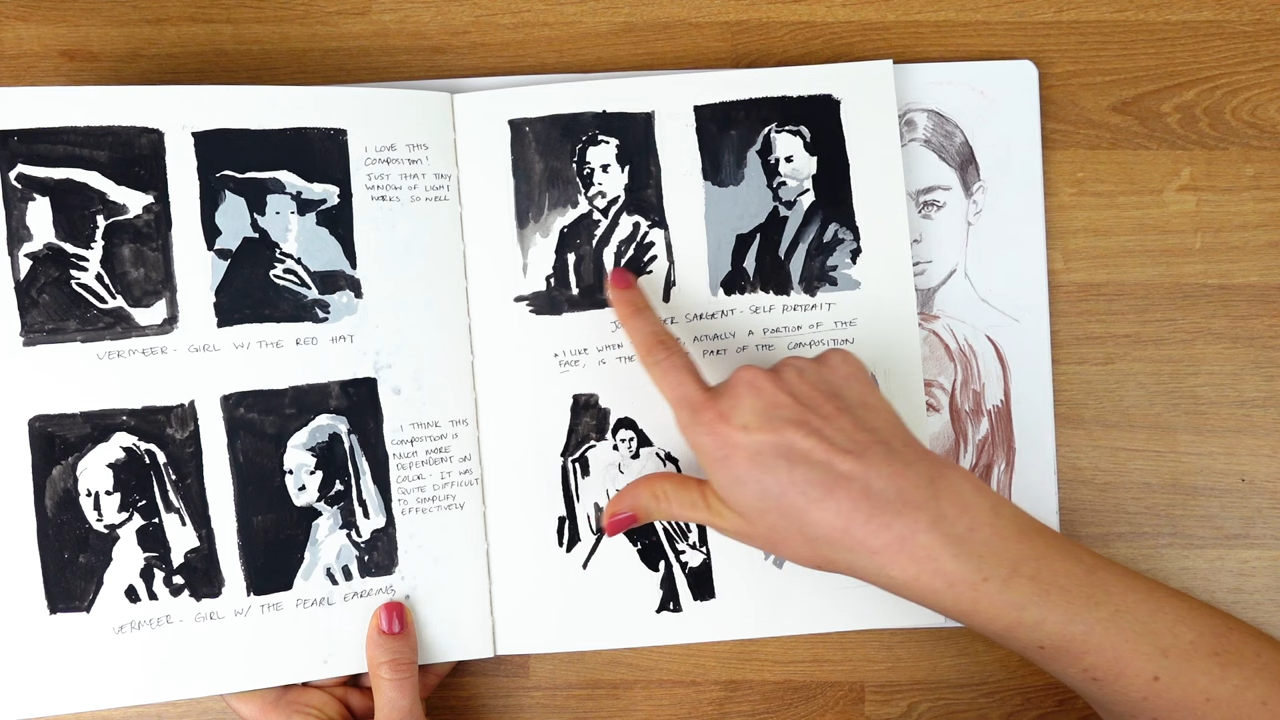 I LOVE THIS
COMPOSITION!
JUST THAT TINY
WINDOW OF LIGHT
WORKS SO WELL
VERMEER - GIRL W/ THE RED HAT
I THINK THIS
COMPOSITION IS
MUCH MORE
DEPENDENT ON
COLOR - IT WAS
QUITE DIFFICULT
TO SIMPLIFY
EFFECTIVELY
VERMEER - GIRL W/ THE PEARL EARRING
SARGENT - SELF PORTRAIT
I LIKE WHEN ACTUALLY A PORTION OF THE
FACE, IS THE PART OF THE COMPOSITION